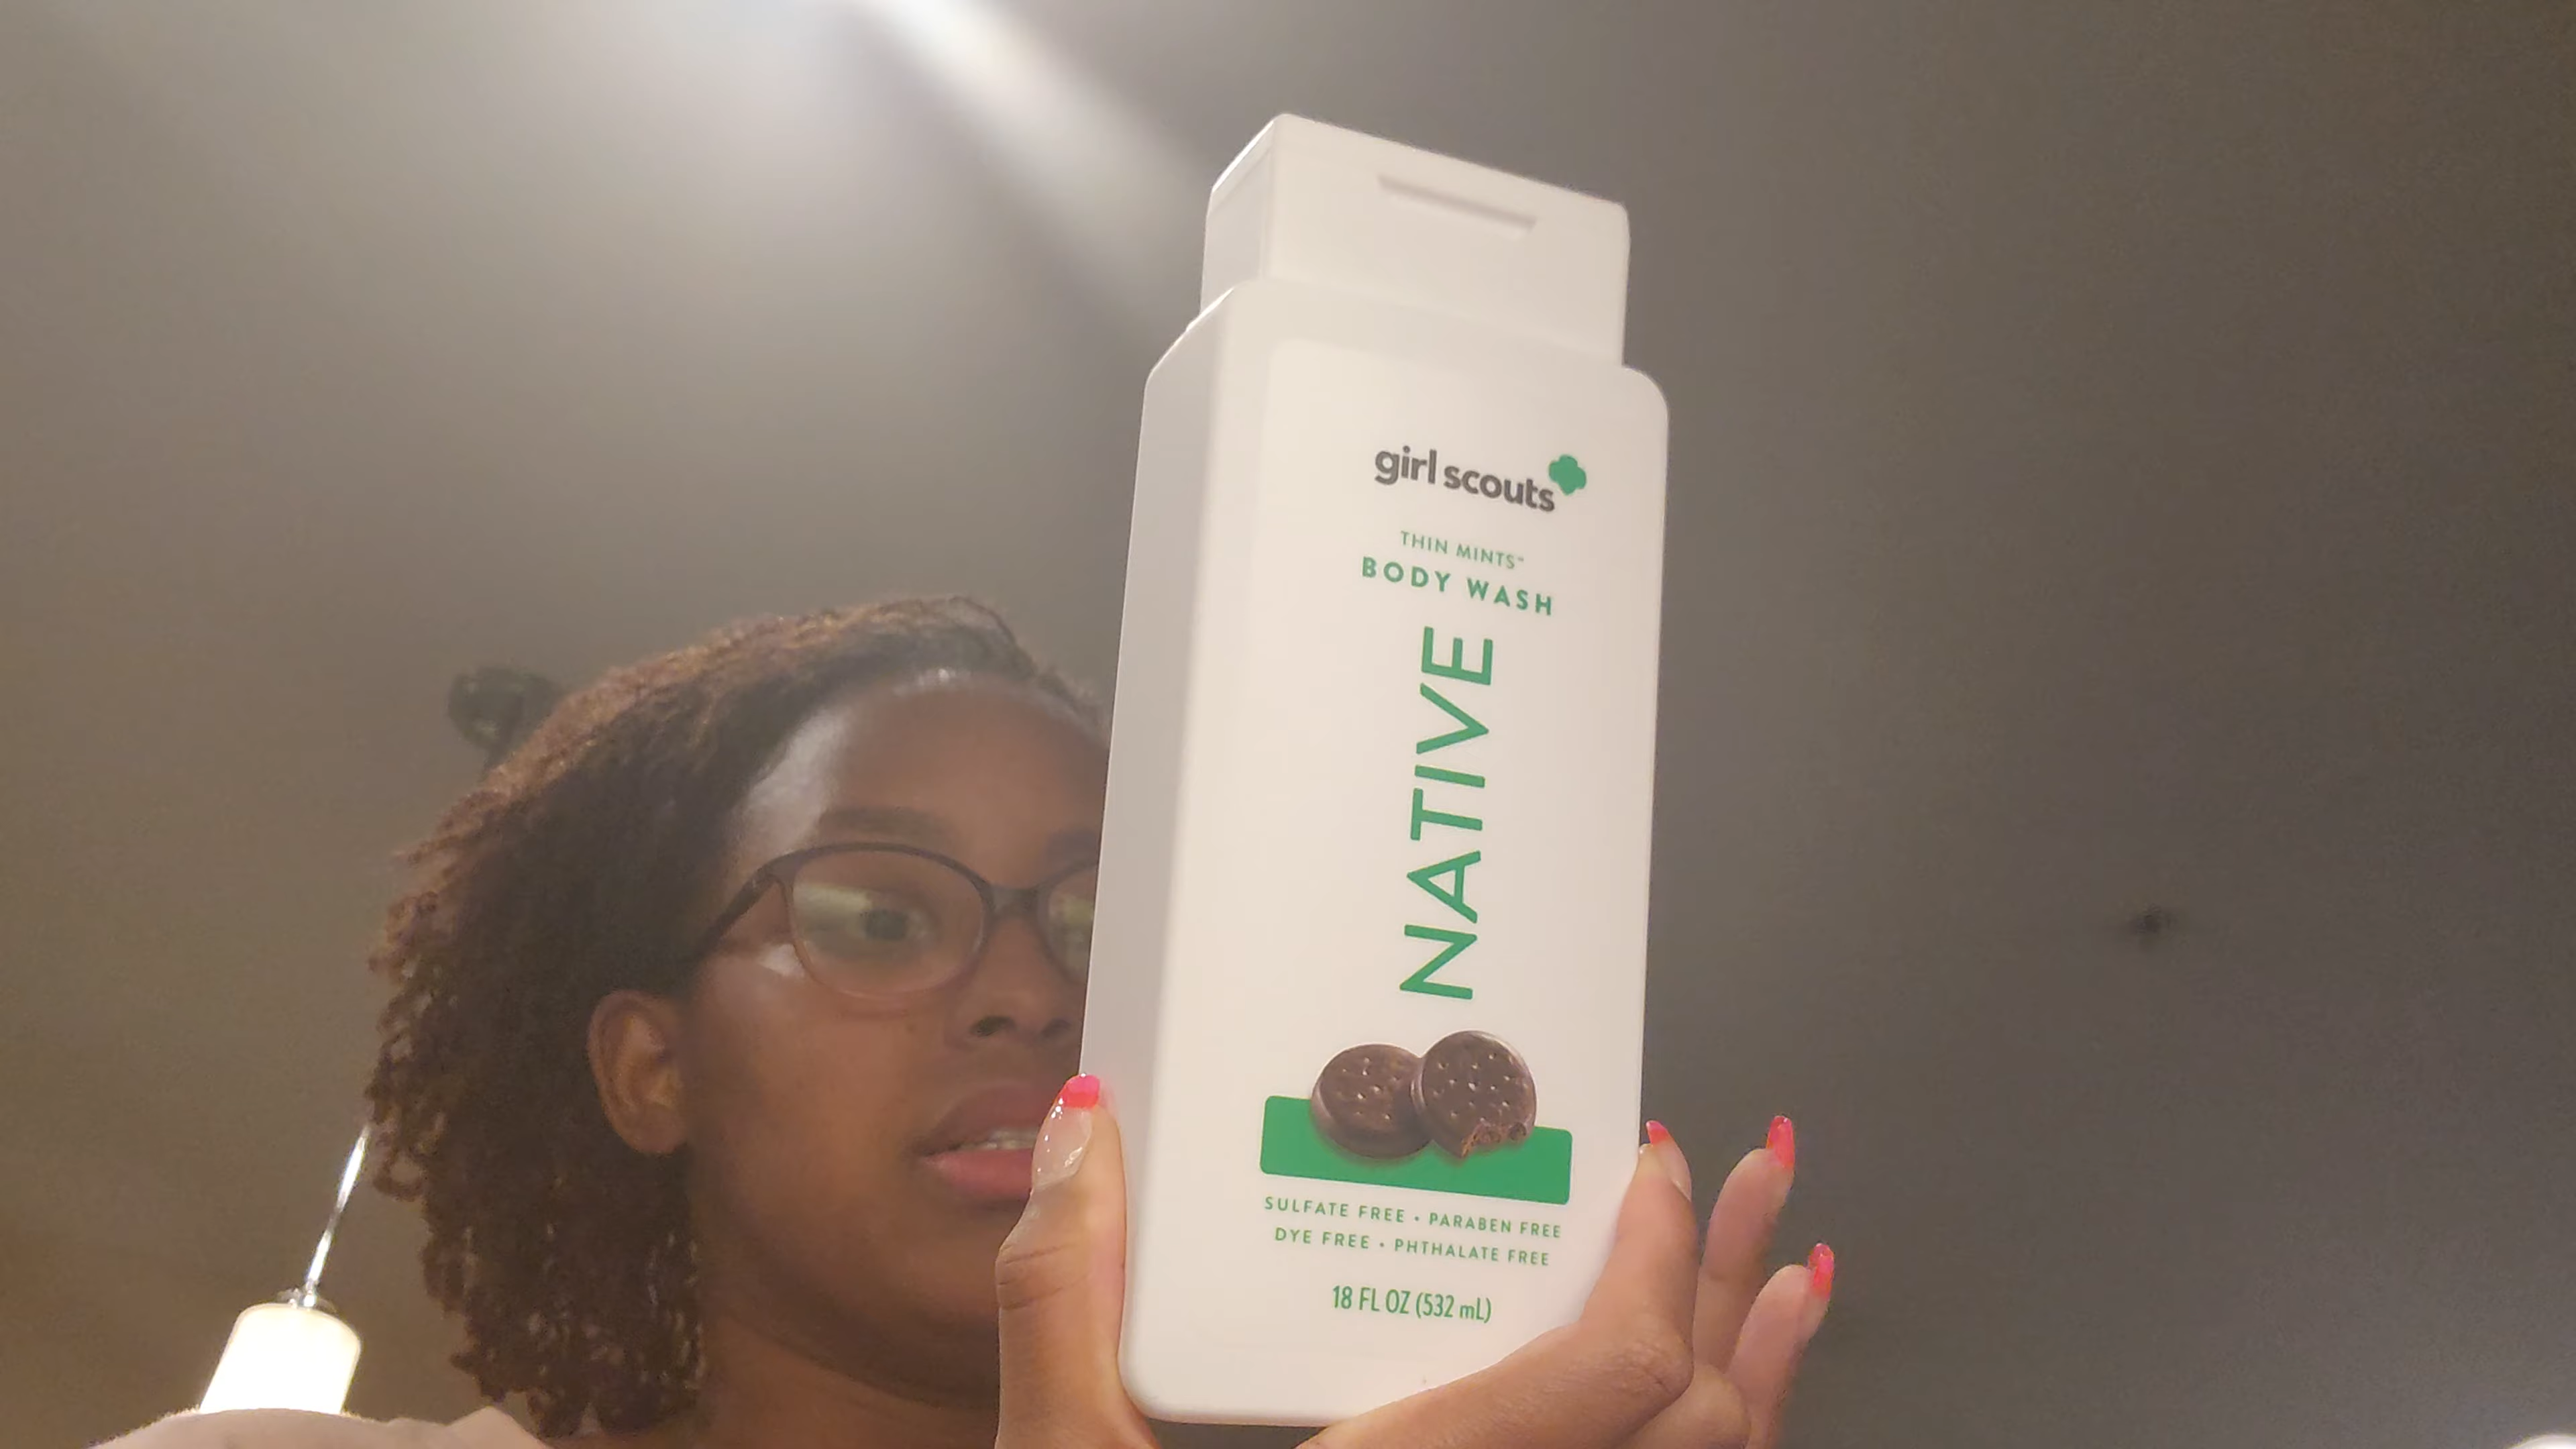 girl scouts
THIN MINTS™
BODY WASH
NATIVE
SULFATE FREE • PARABEN FREE
DYE FREE • PHTHALATE FREE
18 FL OZ (532 mL)